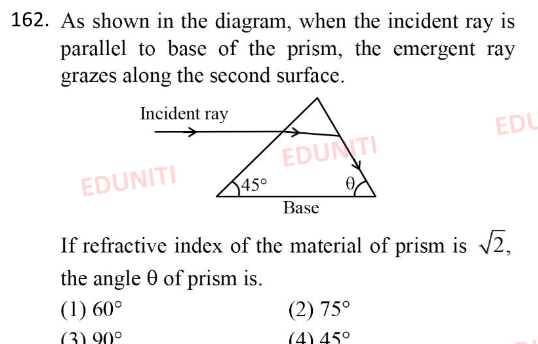 162. As shown in the diagram, when the incident ray is
parallel to base of the prism, the emergent ray
grazes along the second surface.
Incident ray
EDU
EDUNITI
EDUNITI
45°
θ
Base
If refractive index of the material of prism is √2,
the angle θ of prism is.
(1) 60°
(2) 75°
(3) 90°
(4) 45°